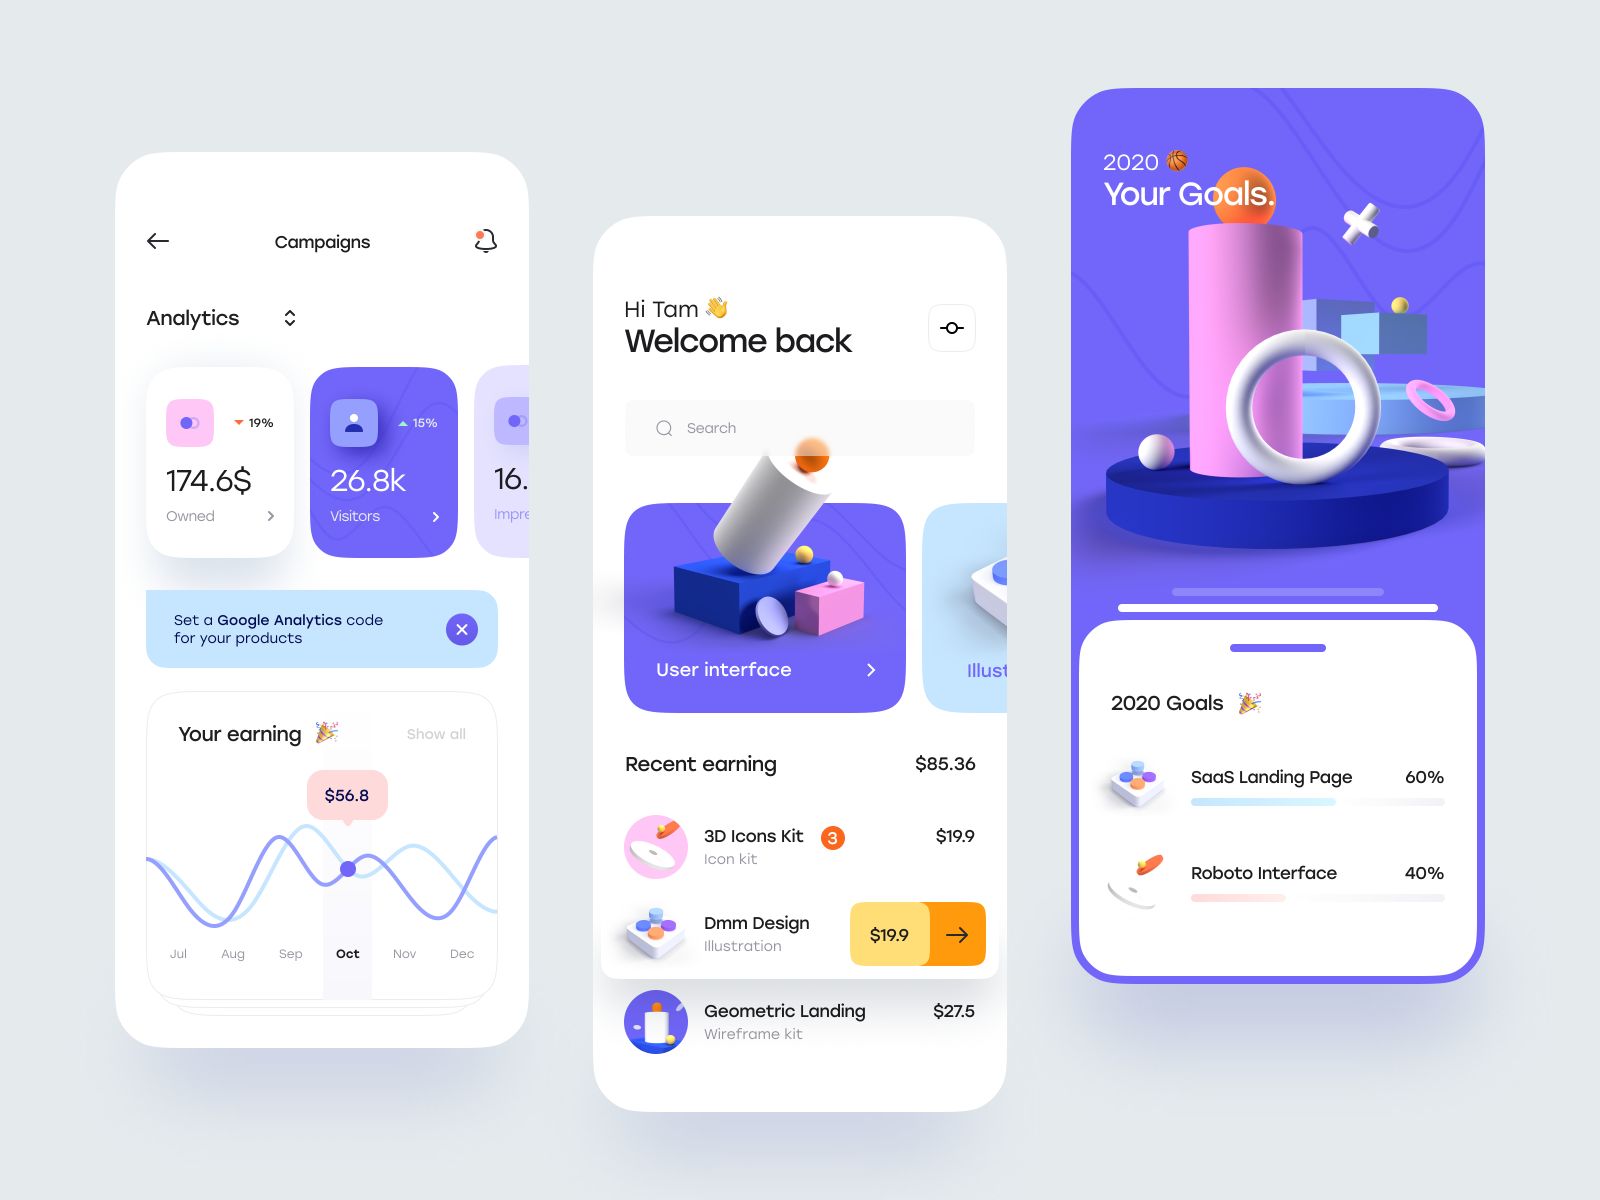 Campaigns
Analytics
19%
174.6$
Owned
15%
26.8k
Visitors
16.
Impre
Set a Google Analytics code
for your products
Your earning
Show all
$56.8
Jul Aug Sep Oct Nov Dec
Hi Tam 👋
Welcome back
Search
User interface
Illust
Recent earning
$85.36
3D Icons Kit 3 $19.9
Icon kit
Dmm Design $19.9
Illustration
Geometric Landing $27.5
Wireframe kit
2020 🏀
Your Goals.
2020 Goals 🎉
SaaS Landing Page 60%
Roboto Interface 40%